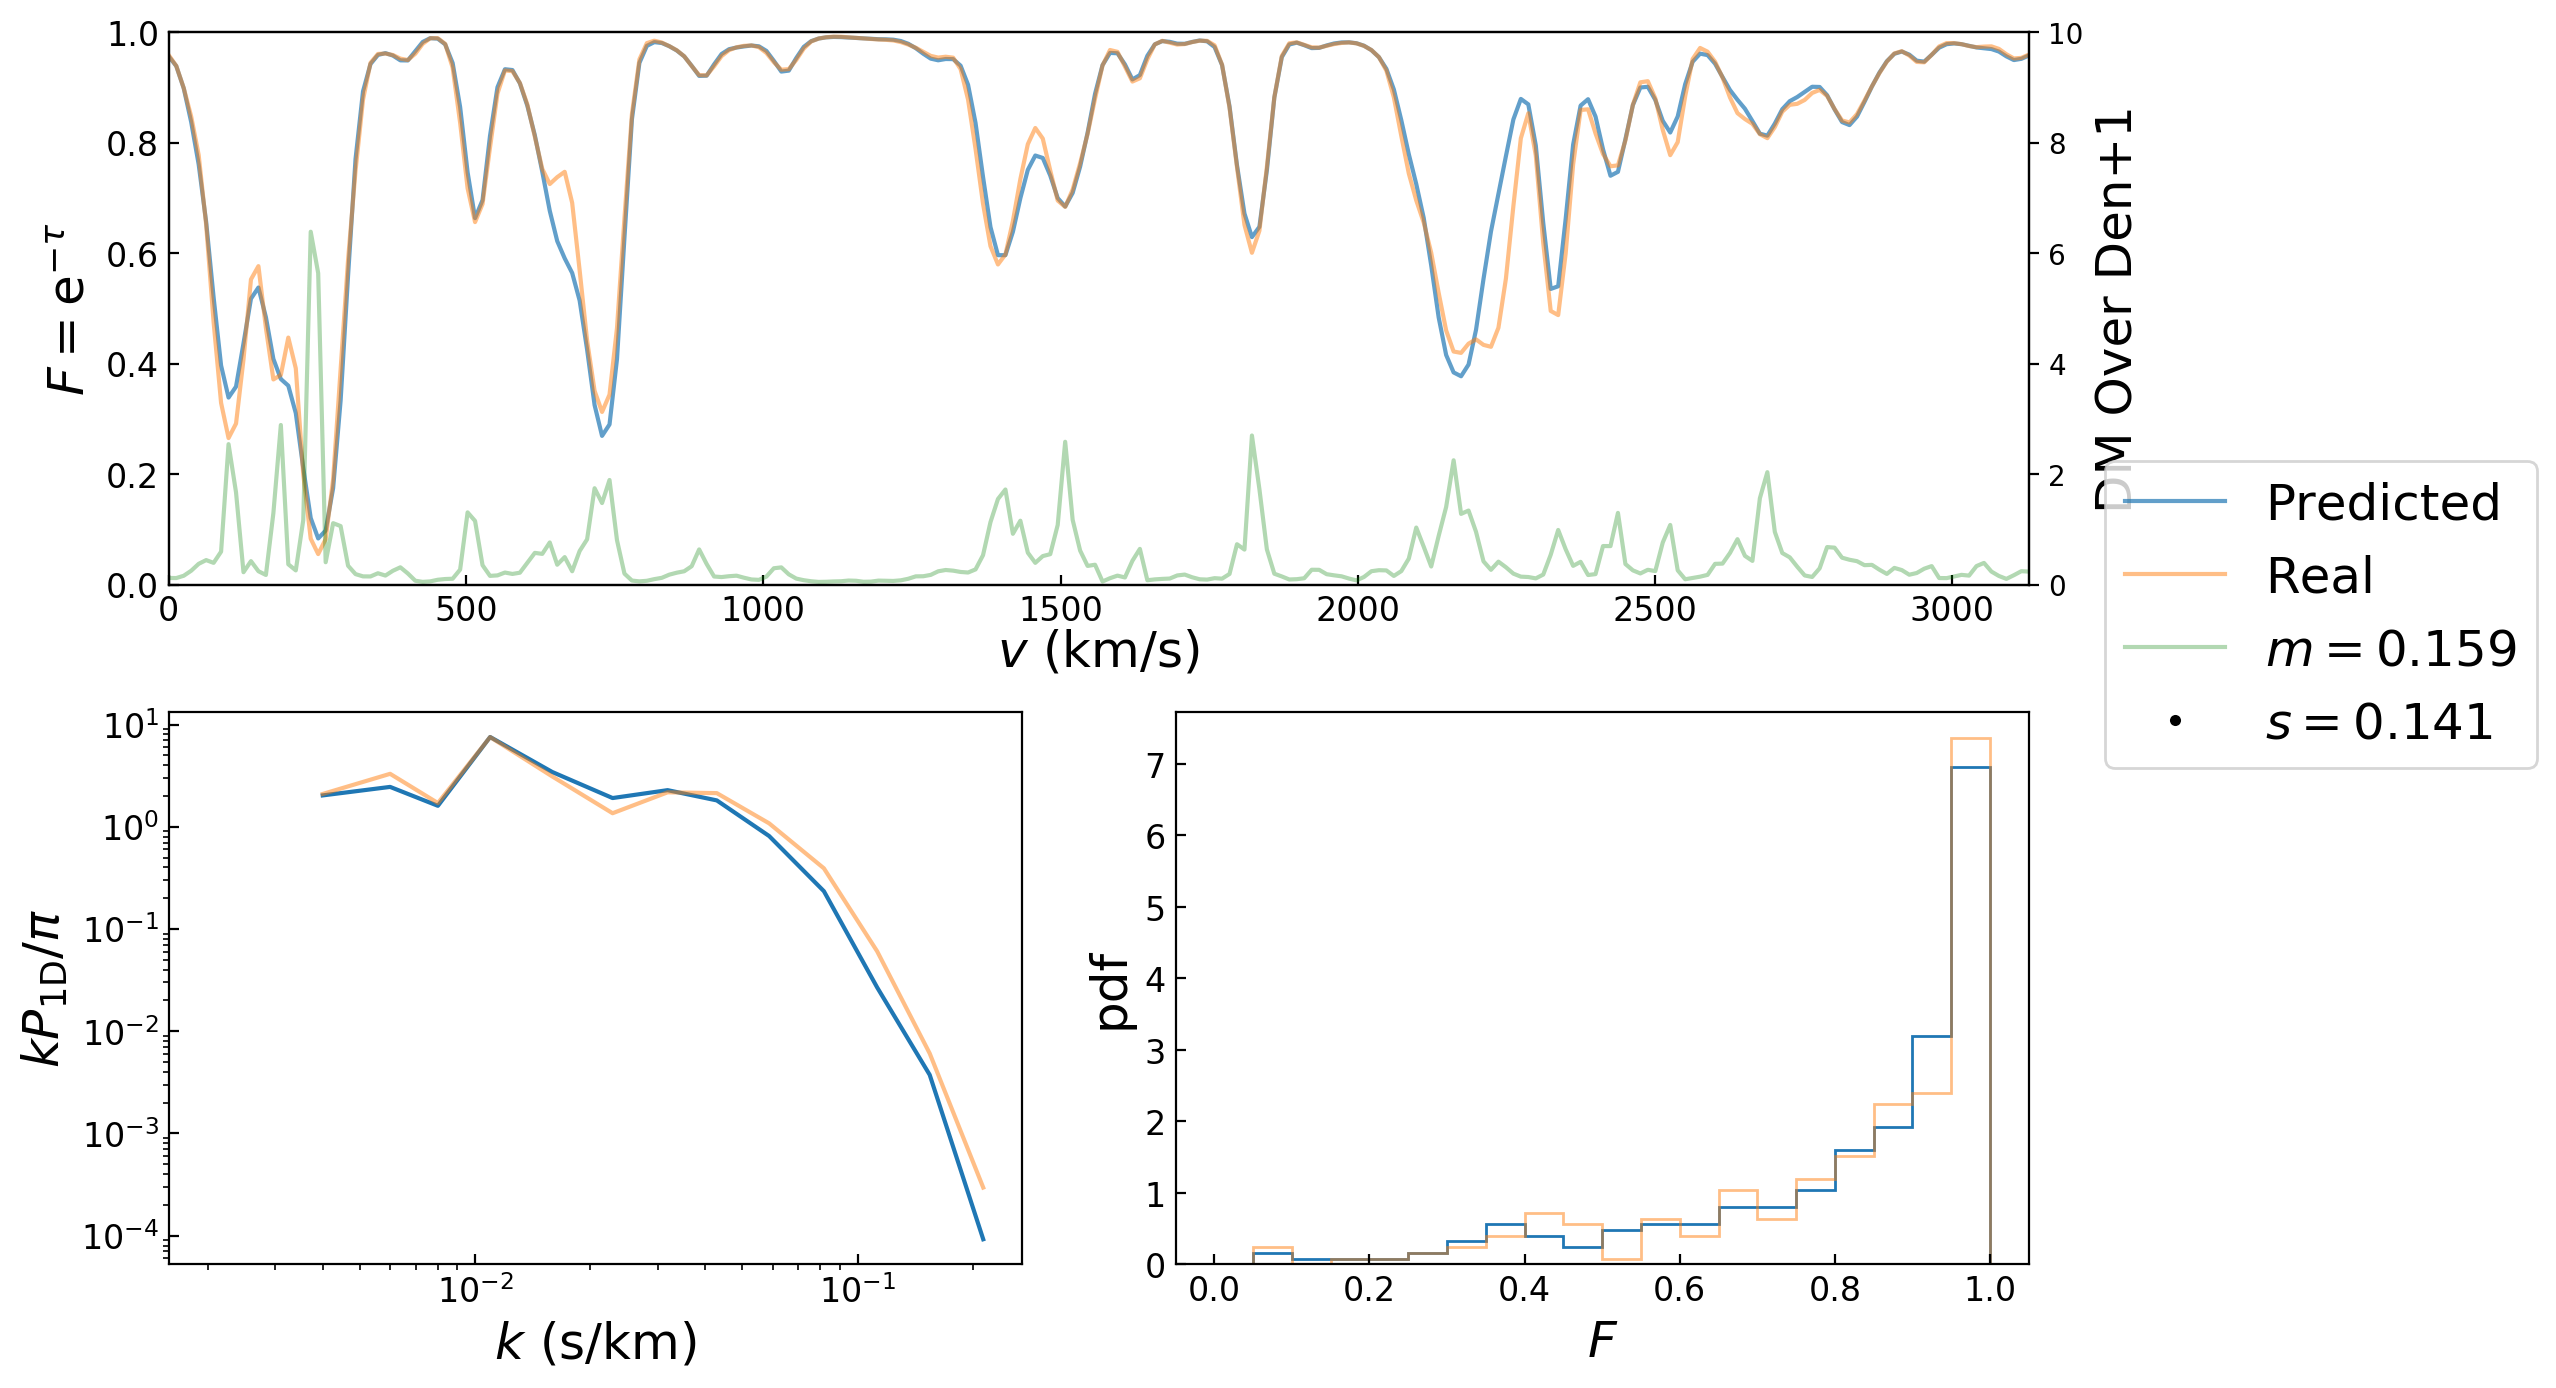 1.0
0.8
0.6
0.4
0.2
0.0
F = e^{−τ}
10
8
6
4
2
0
DM Over Den+1
0 500 1000 1500 2000 2500 3000
v (km/s)
Predicted
Real
m = 0.159
s = 0.141
10^1
10^0
10^{−1}
10^{−2}
10^{−3}
10^{−4}
kP_{1D}/π
10^{−2} 10^{−1}
k (s/km)
7
6
5
4
3
2
1
0
pdf
0.0 0.2 0.4 0.6 0.8 1.0
F